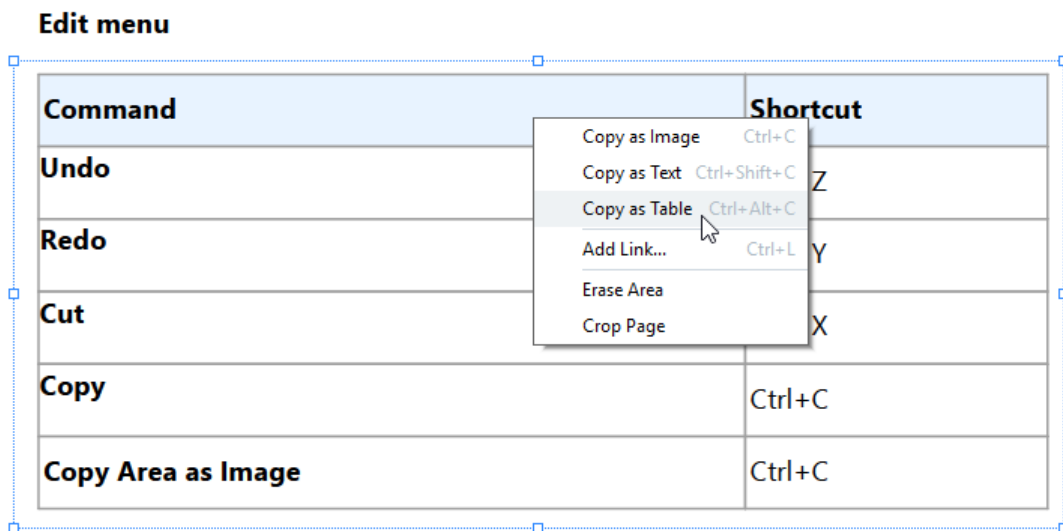 Edit menu
Command Shortcut
Copy as Image Ctrl+C
Undo Z
Copy as Text Ctrl+Shift+C
Copy as Table Ctrl+Alt+C
Redo Y
Add Link... Ctrl+L
Erase Area
Cut X
Crop Page
Copy Ctrl+C
Copy Area as Image Ctrl+C